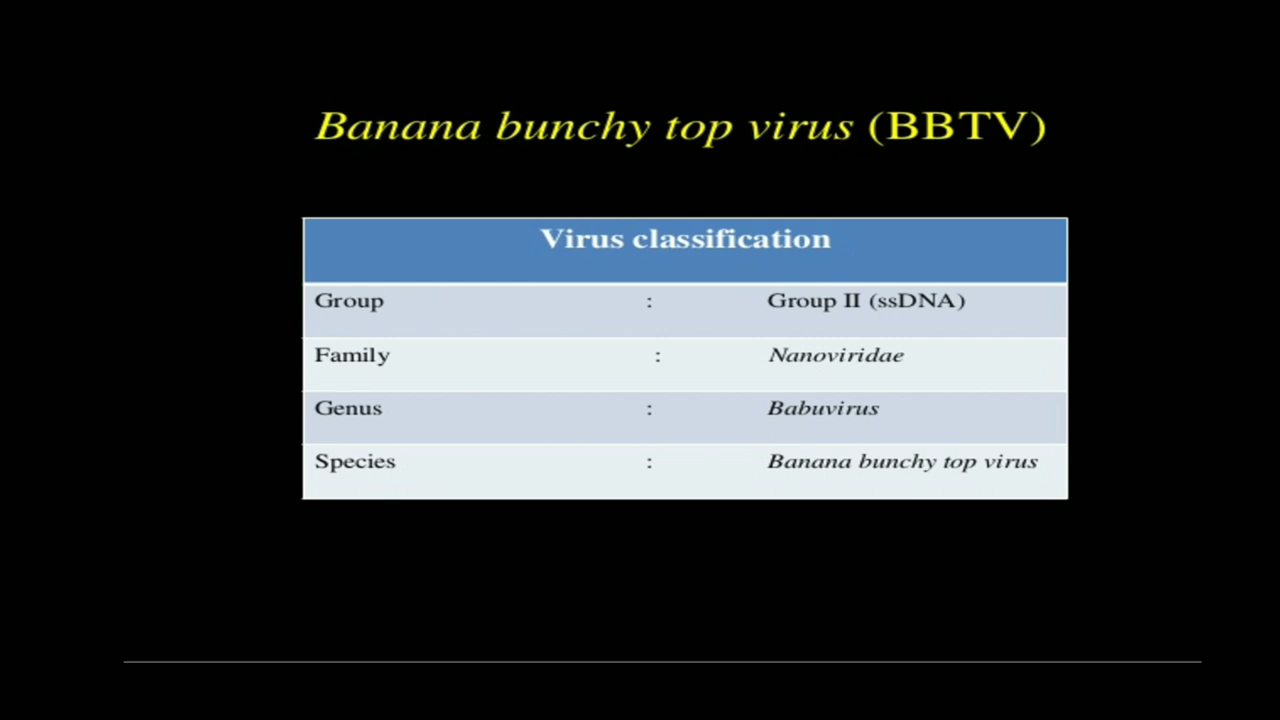 Banana bunchy top virus (BBTV)
Virus classification
Group : Group II (ssDNA)
Family : Nanoviridae
Genus : Babuvirus
Species : Banana bunchy top virus